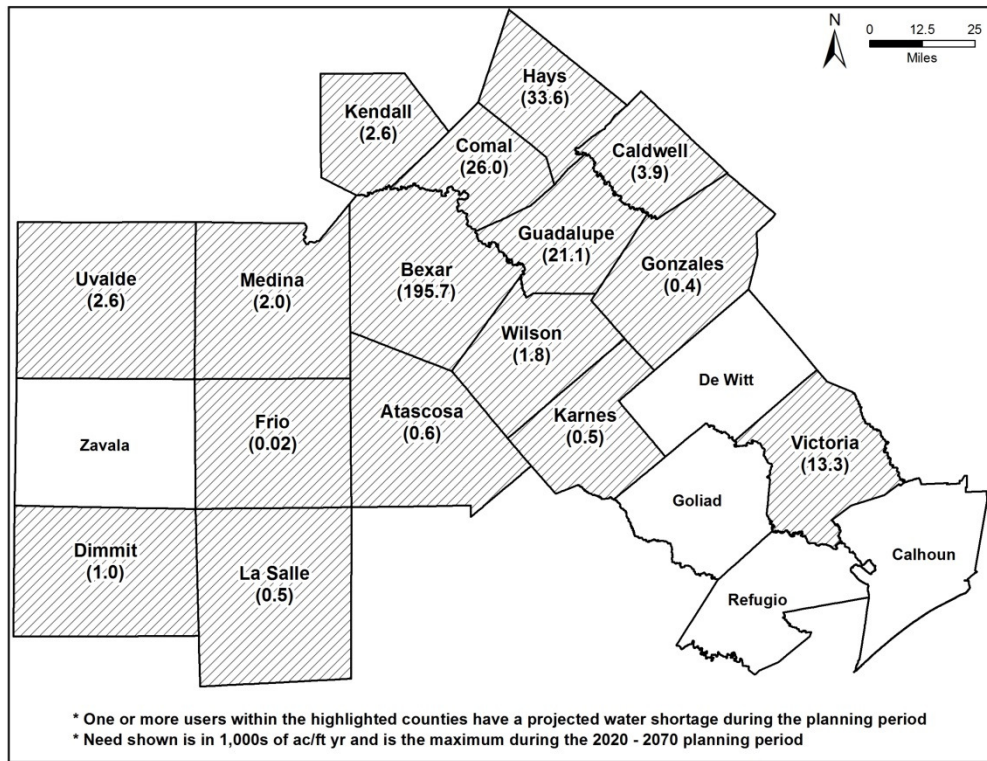 N
0 12.5 25
Miles
Hays
(33.6)
Kendall
(2.6)
Comal
(26.0)
Caldwell
(3.9)
Guadalupe
(21.1)
Gonzales
(0.4)
Uvalde
(2.6)
Medina
(2.0)
Bexar
(195.7)
Wilson
(1.8)
De Witt
Zavala
Frio
(0.02)
Atascosa
(0.6)
Karnes
(0.5)
Victoria
(13.3)
Goliad
Calhoun
Dimmit
(1.0)
La Salle
(0.5)
Refugio
* One or more users within the highlighted counties have a projected water shortage during the planning period
* Need shown is in 1,000s of ac/ft yr and is the maximum during the 2020 - 2070 planning period